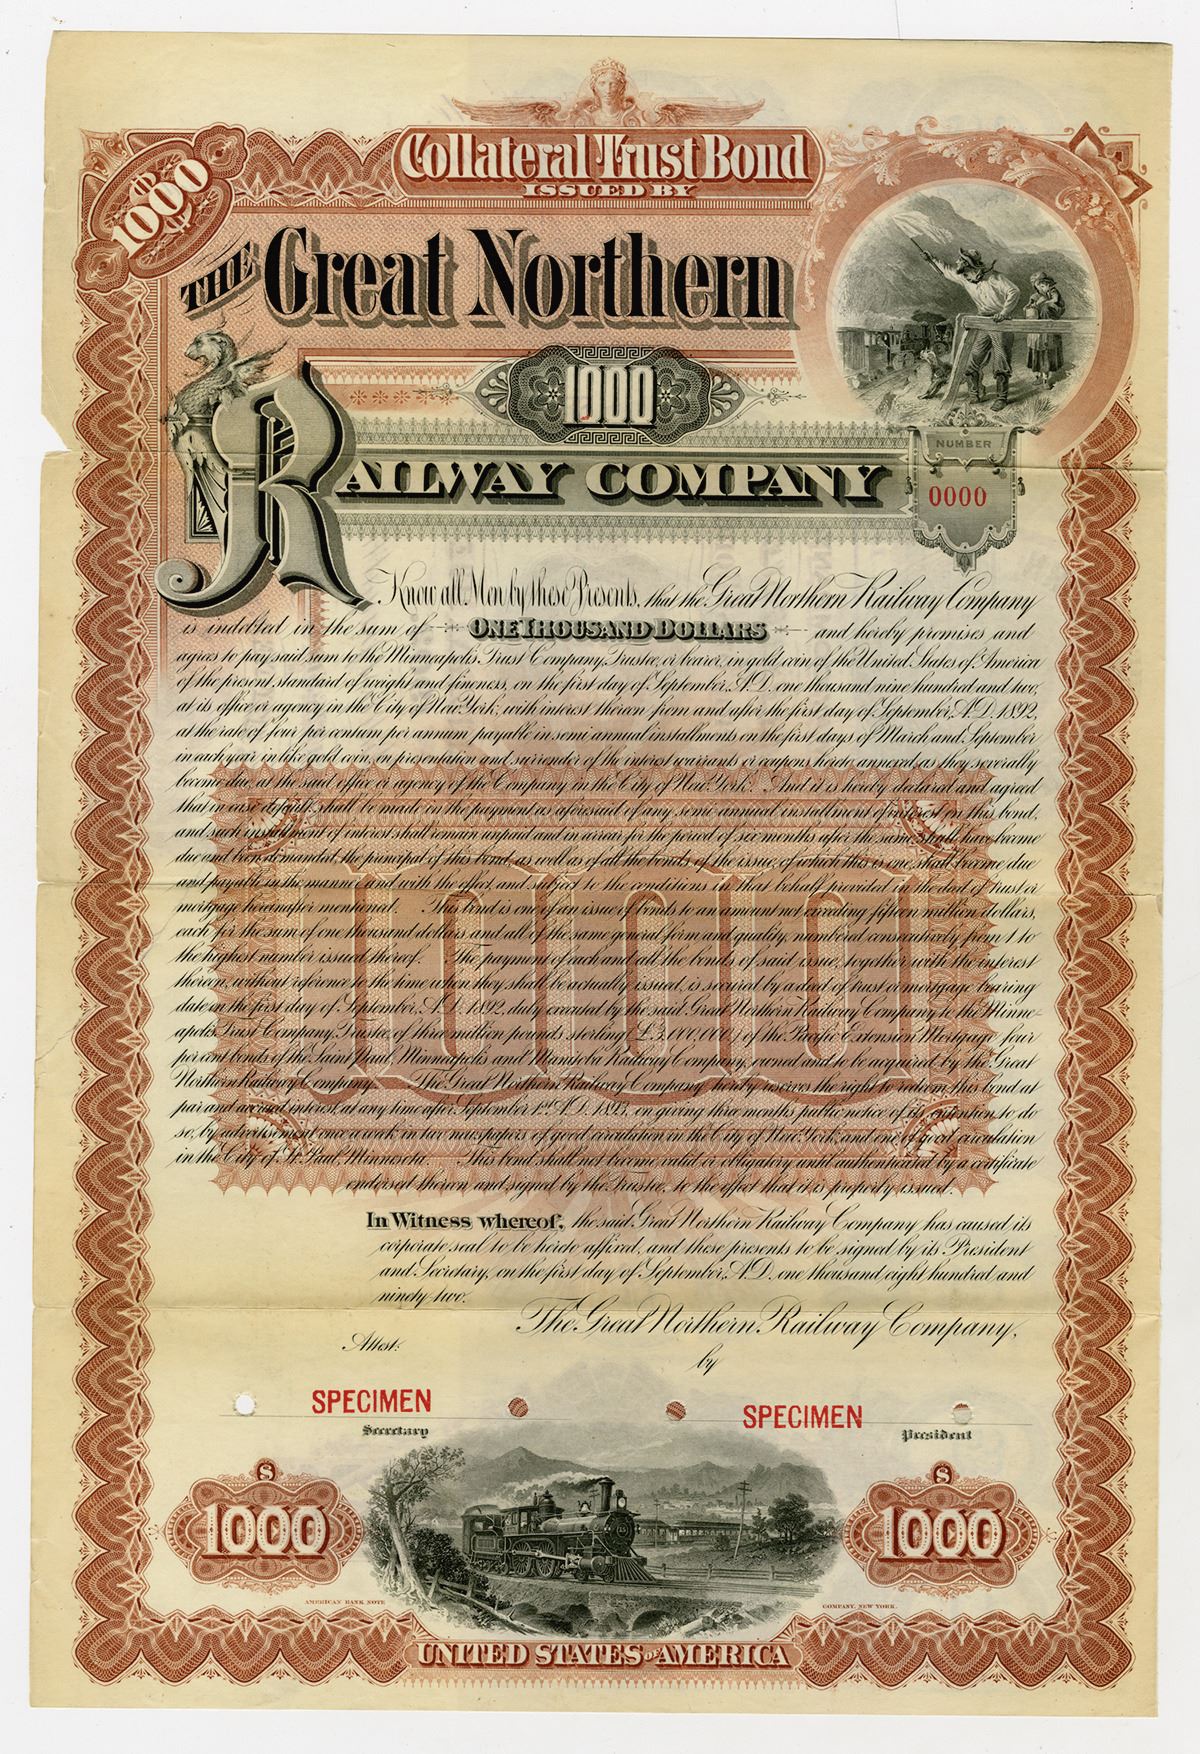 Collateral Trust Bond
ISSUED BY
$1000
THE Great Northern
1000
RAILWAY COMPANY
NUMBER
0000
Know all Men by these Presents, that the Great Northern Railway Company
is indebted in the sum of ONE THOUSAND DOLLARS and hereby promises and
agrees to pay said sum to the Minneapolis Trust Company, Trustee, or bearer, in gold coin of the United States of America
of the present standard of weight and fineness, on the first day of September, A.D. one thousand nine hundred and two,
at its office or agency in the City of New York, with interest thereon from and after the first day of September, A.D. 1892,
at the rate of four per centum per annum payable in semi annual installments on the first days of March and September
in each year in like gold coin, on presentation and surrender of the interest warrants or coupons hereto annexed as they severally
become due, at the said office or agency of the Company in the City of New York. And it is hereby declared and agreed
that in case default shall be made in the payment as aforesaid of any semi annual installment of interest on this bond,
and such installment of interest shall remain unpaid and in arrear for the period of six months after the same shall have become
due and been demanded, the principal of this bond, as well as of all the bonds of the issue, of which this is one, shall become due
and payable in the manner and with the effect and subject to the conditions in that behalf provided in the deed of trust or
mortgage hereinafter mentioned. This bond is one of an issue of bonds to an amount not exceeding fifteen million dollars,
each for the sum of one thousand dollars and all of the same general form and quality, numbered consecutively from 1 to
the highest number issued thereof. The payment of each and all the bonds of said issue, together with the interest
thereon, without reference to the time when they shall be actually issued, is secured by a deed of trust or mortgage bearing
date on the first day of September, A.D. 1892, duly executed by the said Great Northern Railway Company to the Minne-
apolis Trust Company, Trustee, of three million pounds sterling (£3,000,000) of the Pacific Extension Mortgage four
per cent bonds of the Saint Paul, Minneapolis and Manitoba Railway Company, owned and to be acquired by the Great
Northern Railway Company. The Great Northern Railway Company hereby reserves the right to redeem this bond at
par and accrued interest, at any time after September 1st A.D. 1893, on giving three months public notice of its intention to do
so, by advertisement once a week in two newspapers of good circulation in the City of New York, and one of good circulation
in the City of St. Paul, Minnesota. This bond shall not become valid or obligatory until authenticated by a certificate
endorsed thereon and signed by the Trustee, to the effect that it is properly issued.
In Witness whereof, the said Great Northern Railway Company has caused its
corporate seal to be hereto affixed, and these presents to be signed by its President
and Secretary, on the first day of September, A.D. one thousand eight hundred and
ninety-two.
The Great Northern Railway Company,
Attest:
by
SPECIMEN
SPECIMEN
Secretary
President
$
1000
$
1000
AMERICAN BANK NOTE
COMPANY, NEW YORK.
UNITED STATES OF AMERICA